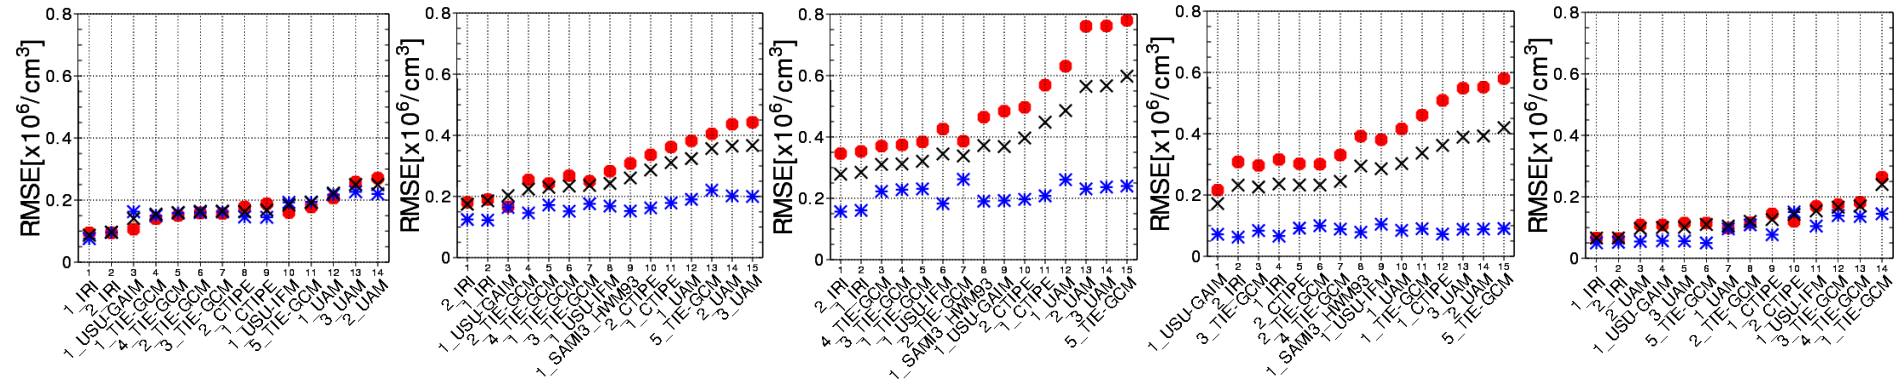 RMSE[x10⁶/cm³]
0.8
0.6
0.4
0.2
0
1 2 3 4 5 6 7 8 9 10 11 12 13 14
1_IRI
2_IRI
1_USU-GAIM
1_TIE-GCM
4_TIE-GCM
2_TIE-GCM
3_TIE-GCM
2_CTIPE
1_CTIPE
1_USU-IFM
5_TIE-GCM
1_UAM
3_UAM
2_UAM
RMSE[x10⁶/cm³]
0.8
0.6
0.4
0.2
0
1 2 3 4 5 6 7 8 9 10 11 12 13 14 15
2_IRI
1_IRI
1_USU-GAIM
2_TIE-GCM
4_TIE-GCM
1_TIE-GCM
3_TIE-GCM
1_USU-IFM
1_SAMI3_HWM93
2_CTIPE
1_CTIPE
1_UAM
5_TIE-GCM
2_UAM
3_UAM
RMSE[x10⁶/cm³]
0.8
0.6
0.4
0.2
0
1 2 3 4 5 6 7 8 9 10 11 12 13 14 15
2_IRI
1_IRI
4_TIE-GCM
3_TIE-GCM
1_TIE-GCM
1_USU-IFM
2_TIE-GCM
1_SAMI3_HWM93
1_USU-GAIM
2_CTIPE
1_CTIPE
1_UAM
3_UAM
2_UAM
5_TIE-GCM
RMSE[x10⁶/cm³]
0.8
0.6
0.4
0.2
0
1 2 3 4 5 6 7 8 9 10 11 12 13 14 15
1_USU-GAIM
2_IRI
3_TIE-GCM
1_IRI
2_CTIPE
2_TIE-GCM
4_TIE-GCM
1_SAMI3_HWM93
1_USU-IFM
1_UAM
1_TIE-GCM
1_CTIPE
3_UAM
2_UAM
5_TIE-GCM
RMSE[x10⁶/cm³]
0.8
0.6
0.4
0.2
0
1 2 3 4 5 6 7 8 9 10 11 12 13 14
1_IRI
2_IRI
3_UAM
1_USU-GAIM
2_UAM
5_TIE-GCM
1_UAM
2_TIE-GCM
1_CTIPE
2_CTIPE
1_USU-IFM
3_TIE-GCM
4_TIE-GCM
1_TIE-GCM